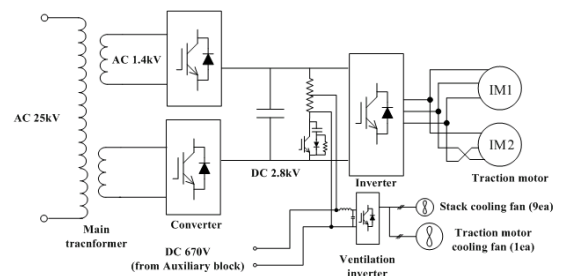 AC 25kV
AC 1.4kV
Main
tracnformer
Converter
DC 2.8kV
Inverter
IM1
IM2
Traction motor
DC 670V
(from Auxiliary block)
Ventilation
inverter
Stack cooling fan (9ea)
Traction motor
cooling fan (1ea)